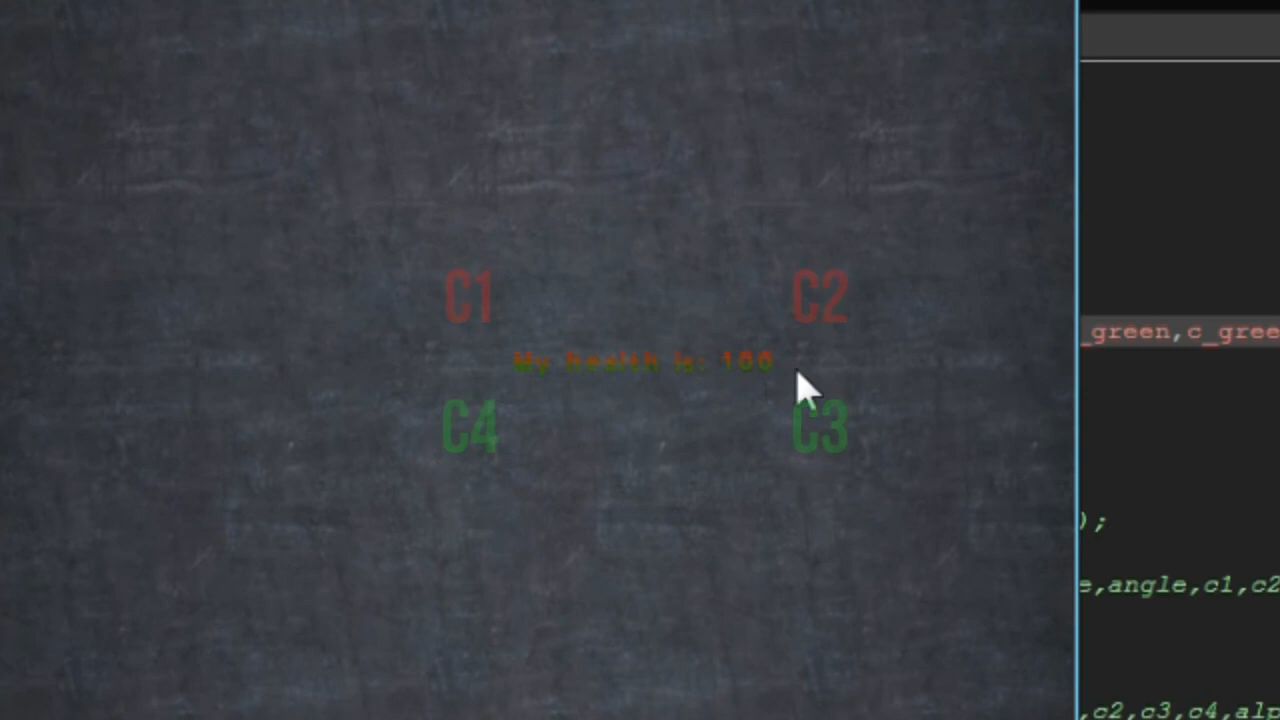 C1 C2
_green,c_gree
My health is: 100
C4 C3
);
e,angle,c1,c2
,c2,c3,c4,alp